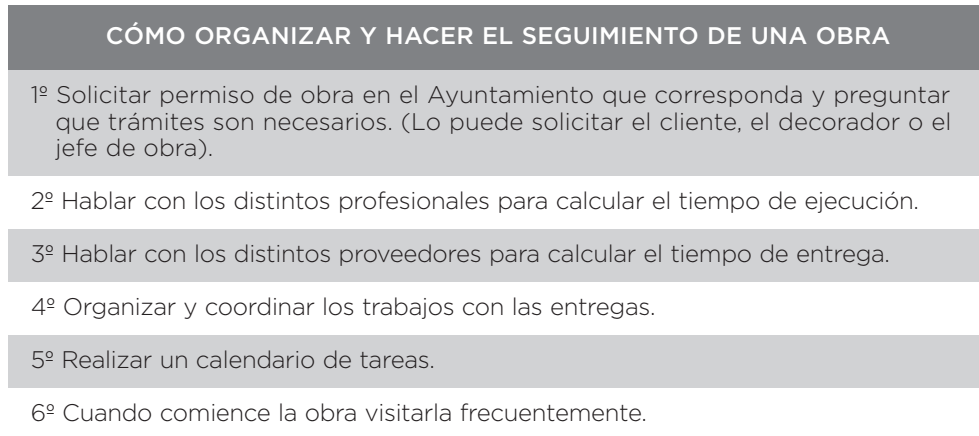 CÓMO ORGANIZAR Y HACER EL SEGUIMIENTO DE UNA OBRA
1º Solicitar permiso de obra en el Ayuntamiento que corresponda y preguntar
que trámites son necesarios. (Lo puede solicitar el cliente, el decorador o el
jefe de obra).
2º Hablar con los distintos profesionales para calcular el tiempo de ejecución.
3º Hablar con los distintos proveedores para calcular el tiempo de entrega.
4º Organizar y coordinar los trabajos con las entregas.
5º Realizar un calendario de tareas.
6º Cuando comience la obra visitarla frecuentemente.